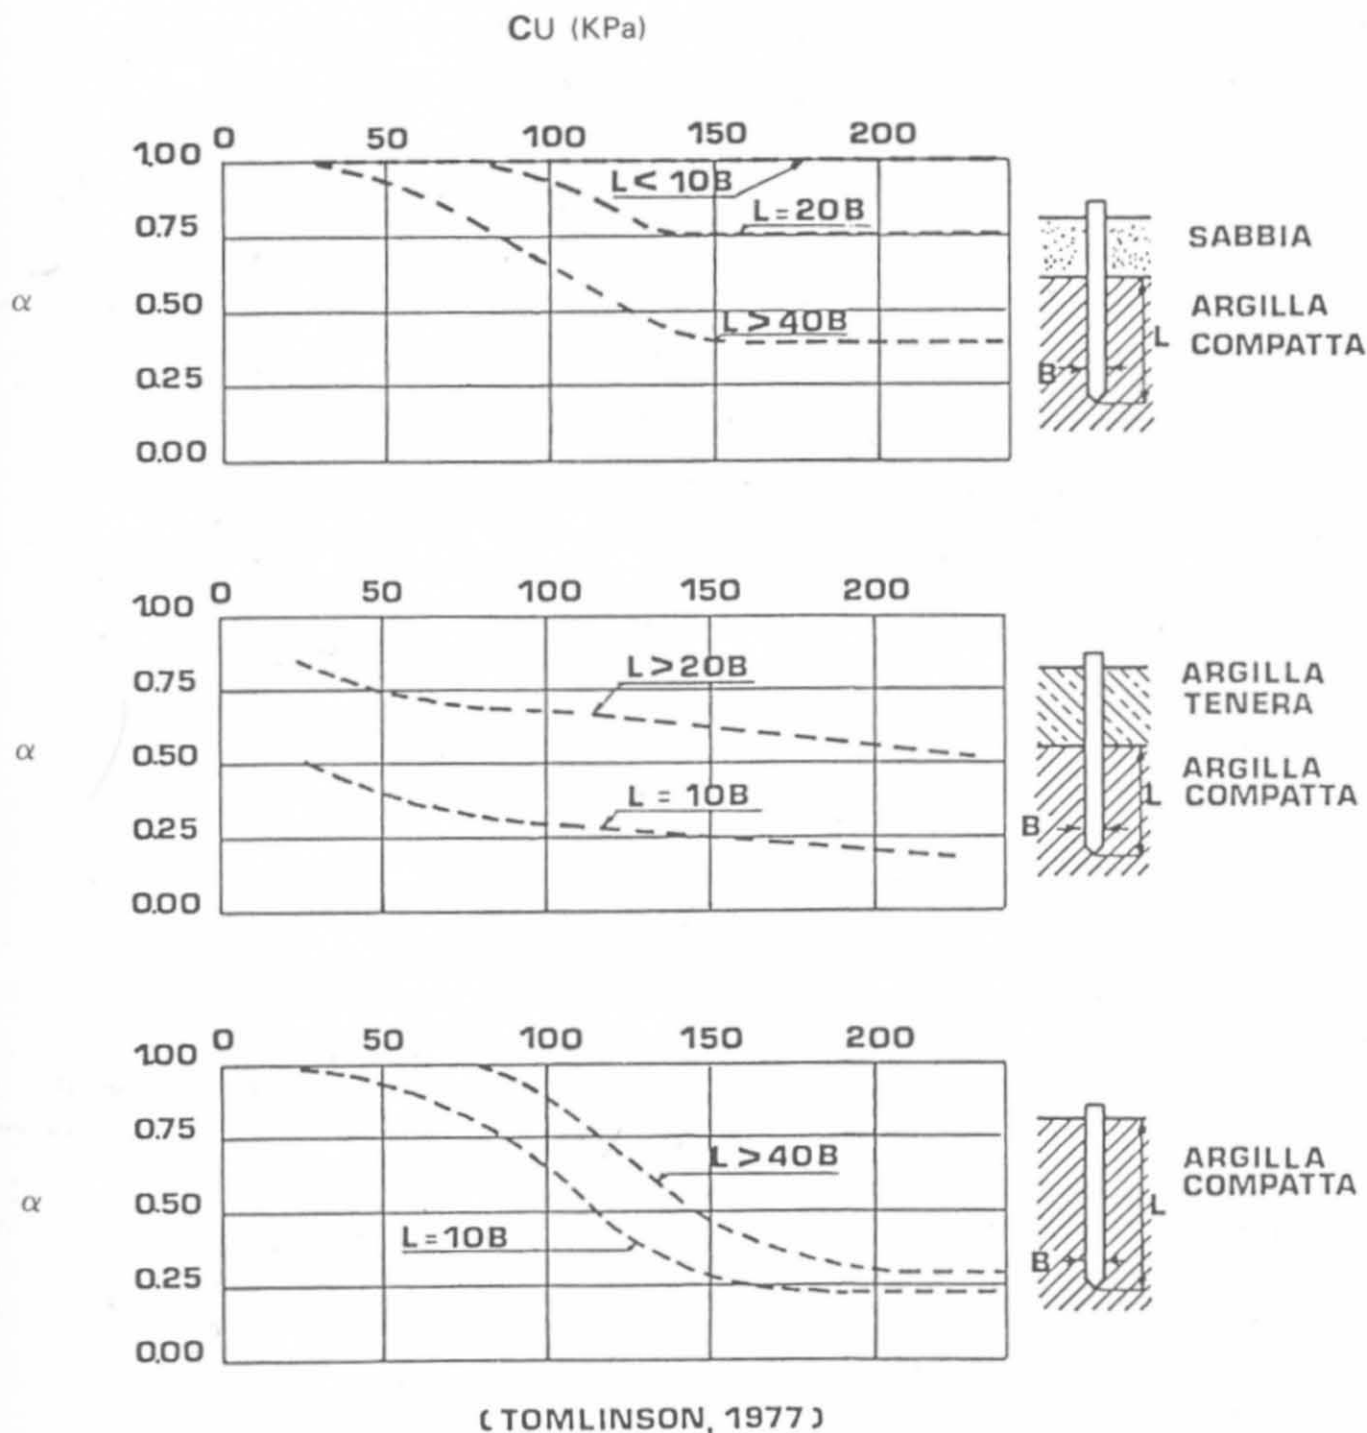 CU (KPa)
0 50 100 150 200
1.00
0.75
0.50
0.25
0.00
α
L < 10B
L = 20B
L > 40B
SABBIA
ARGILLA
COMPATTA
L
B
0 50 100 150 200
1.00
0.75
0.50
0.25
0.00
α
L > 20B
L = 10B
ARGILLA
TENERA
ARGILLA
COMPATTA
L
B
0 50 100 150 200
1.00
0.75
0.50
0.25
0.00
α
L > 40B
L = 10B
ARGILLA
COMPATTA
L
B
(TOMLINSON, 1977)